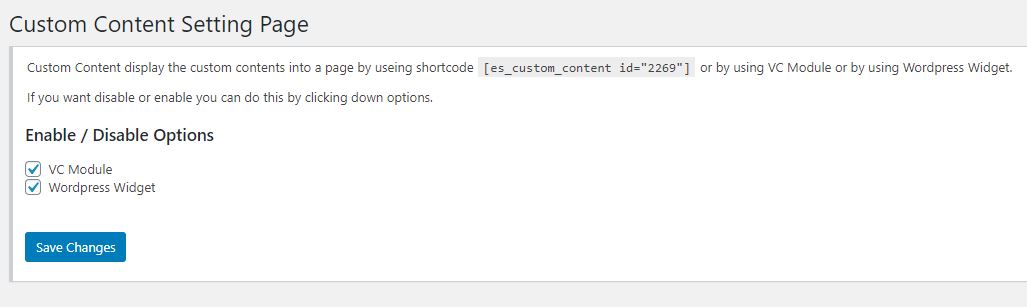 Custom Content Setting Page
Custom Content display the custom contents into a page by useing shortcode [es_custom_content id="2269"] or by using VC Module or by using Wordpress Widget.
If you want disable or enable you can do this by clicking down options.
Enable / Disable Options
VC Module
Wordpress Widget
Save Changes